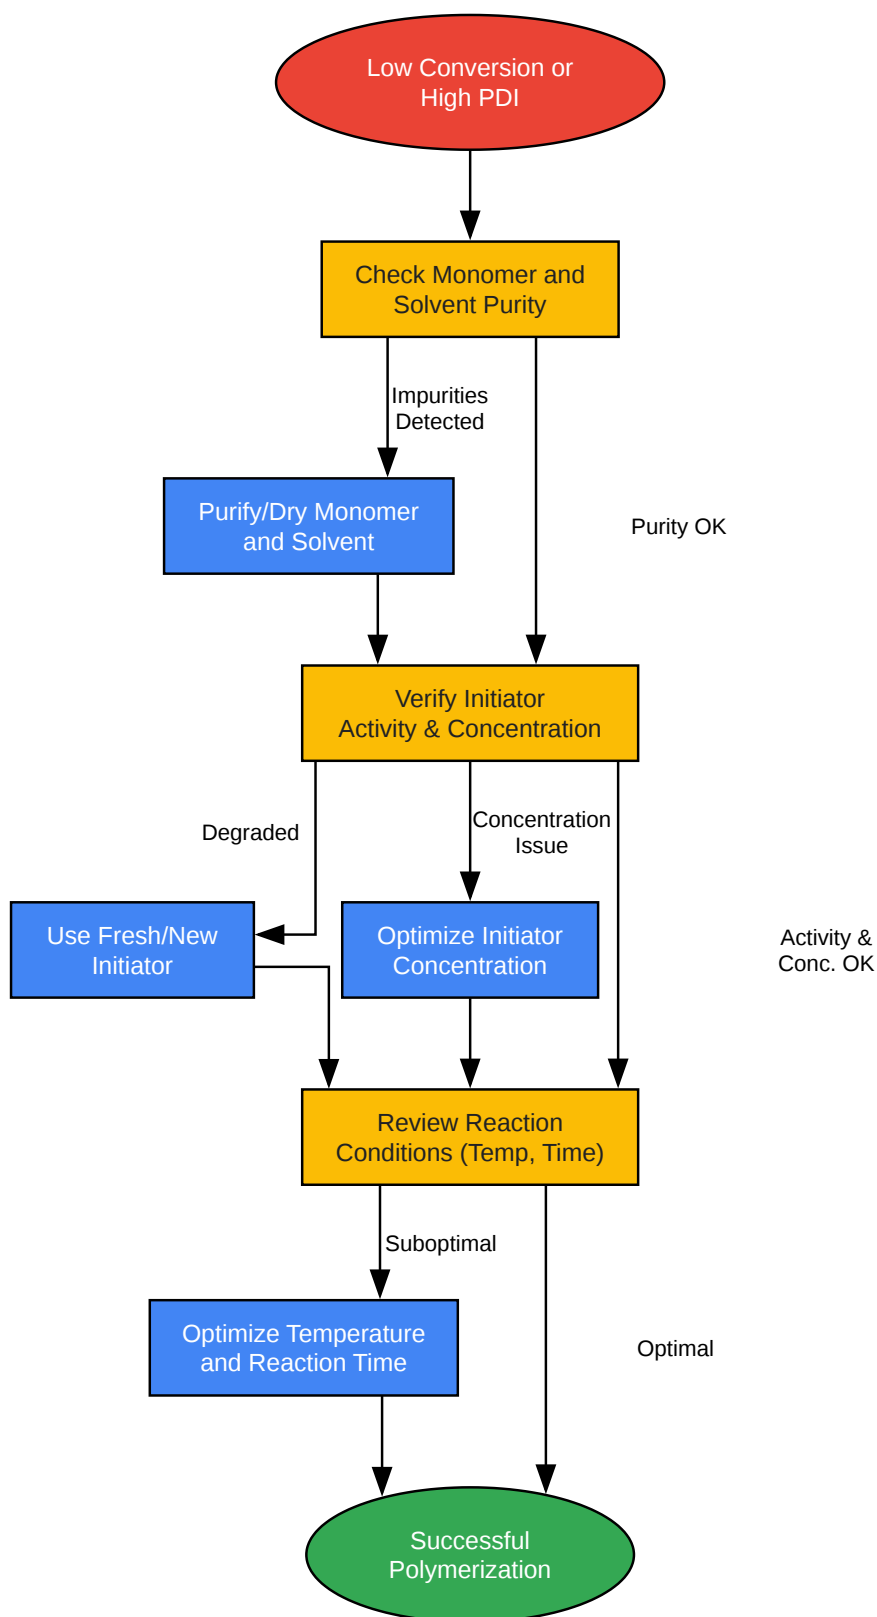 Low Conversion or
High PDI
Check Monomer and
Solvent Purity
Impurities
Detected
Purify/Dry Monomer
and Solvent
Purity OK
Verify Initiator
Activity & Concentration
Degraded
Concentration
Issue
Use Fresh/New
Initiator
Optimize Initiator
Concentration
Activity &
Conc. OK
Review Reaction
Conditions (Temp, Time)
Suboptimal
Optimize Temperature
and Reaction Time
Optimal
Successful
Polymerization